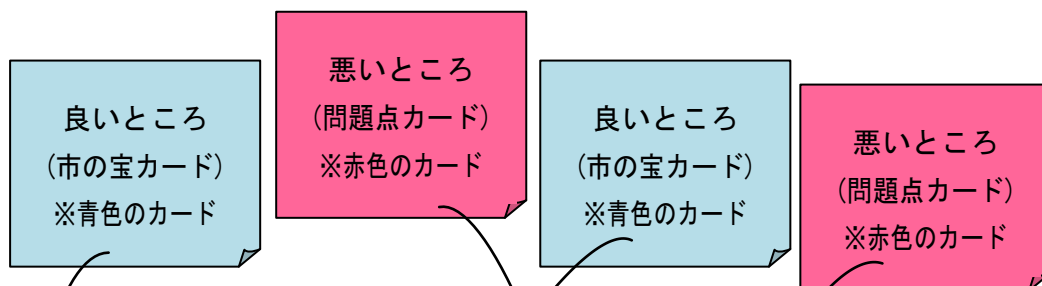 良いところ
(市の宝カード)
※青色のカード
悪いところ
(問題点カード)
※赤色のカード
良いところ
(市の宝カード)
※青色のカード
悪いところ
(問題点カード)
※赤色のカード